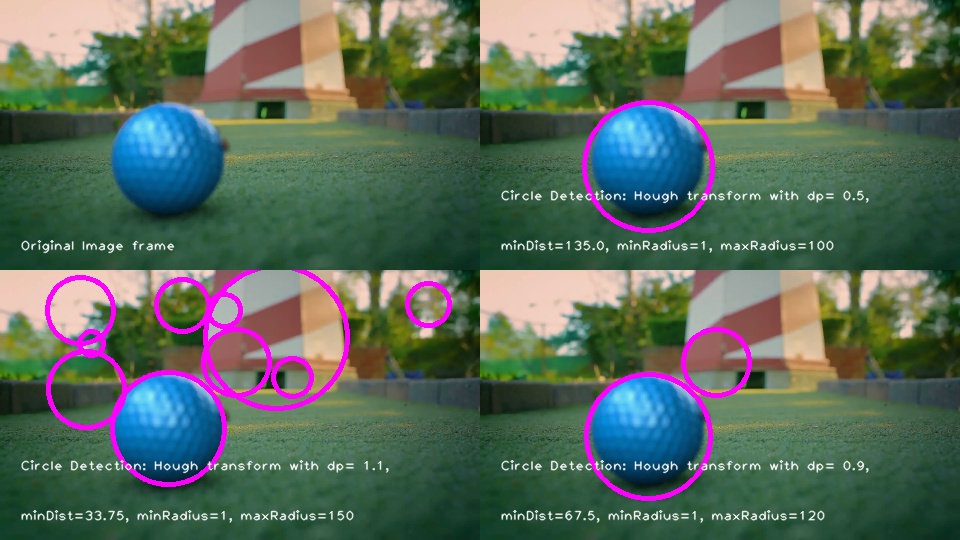 Original Image frame
Circle Detection: Hough transform with dp= 0.5,
minDist=135.0, minRadius=1, maxRadius=100
Circle Detection: Hough transform with dp= 1.1,
minDist=33.75, minRadius=1, maxRadius=150
Circle Detection: Hough transform with dp= 0.9,
minDist=67.5, minRadius=1, maxRadius=120